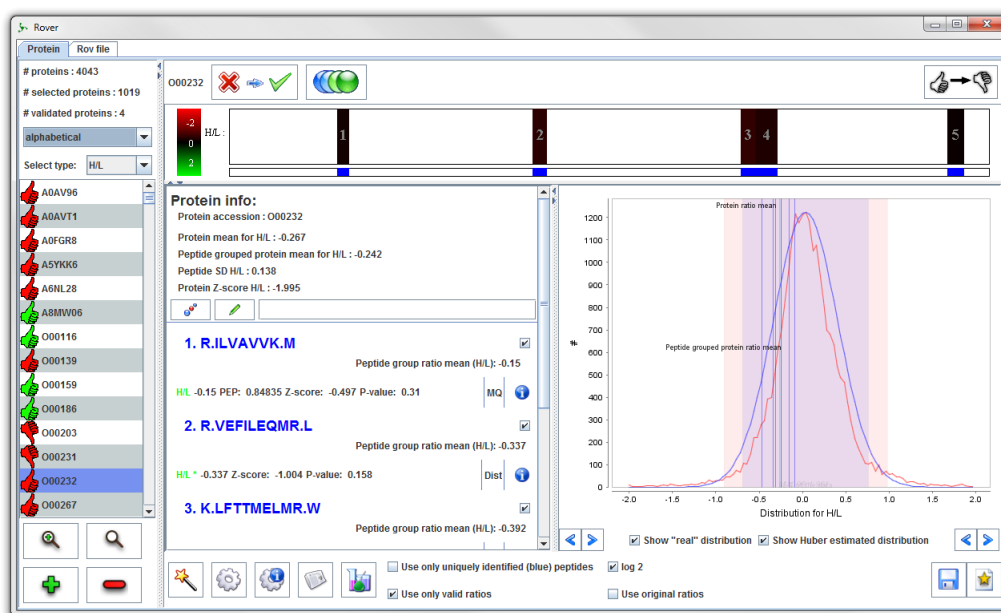 Rover
Protein
Rov file
# proteins : 4043
# selected proteins : 1019
# validated proteins : 4
alphabetical
Select type: H/L
A0AV96
A0AVT1
A0FGR8
A5YKK6
A6NL28
A8MW06
O00116
O00139
O00159
O00186
O00203
O00231
O00232
O00267
O00232
-2
0
2
H/L :
1
2
3
4
5
Protein info:
Protein accession : O00232
Protein mean for H/L : -0.267
Peptide grouped protein mean for H/L : -0.242
Peptide SD H/L : 0.138
Protein Z-score H/L : -1.995
1. R.ILVAVVK.M
Peptide group ratio mean (H/L): -0.15
H/L -0.15 PEP: 0.84835 Z-score: -0.497 P-value: 0.31
MQ
2. R.VEFILEQMR.L
Peptide group ratio mean (H/L): -0.337
H/L * -0.337 Z-score: -1.004 P-value: 0.158
Dist
3. K.LFTTMELMR.W
Peptide group ratio mean (H/L): -0.392
Protein ratio mean
Peptide grouped protein ratio mean
#
1200
1100
1000
900
800
700
600
500
400
300
200
100
0
-2.0 -1.5 -1.0 -0.5 0.0 0.5 1.0 1.5 2.0
Distribution for H/L
Show "real" distribution
Show Huber estimated distribution
Use only uniquely identified (blue) peptides
log 2
Use only valid ratios
Use original ratios